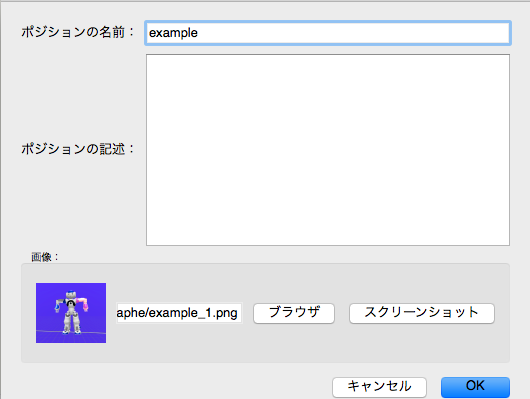 ポジションの名前：
example
ポジションの記述：
画像：
aphe/example_1.png
ブラウザ
スクリーンショット
キャンセル
OK